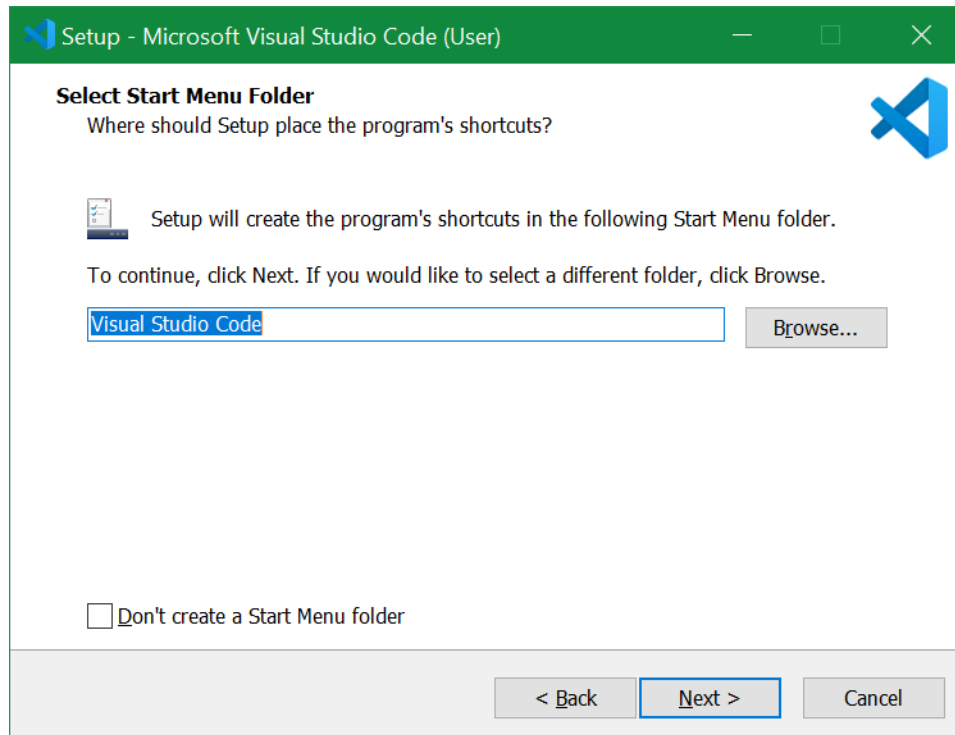 Setup - Microsoft Visual Studio Code (User)
Select Start Menu Folder
Where should Setup place the program's shortcuts?
Setup will create the program's shortcuts in the following Start Menu folder.
To continue, click Next. If you would like to select a different folder, click Browse.
Visual Studio Code
Browse...
Don't create a Start Menu folder
< Back
Next >
Cancel